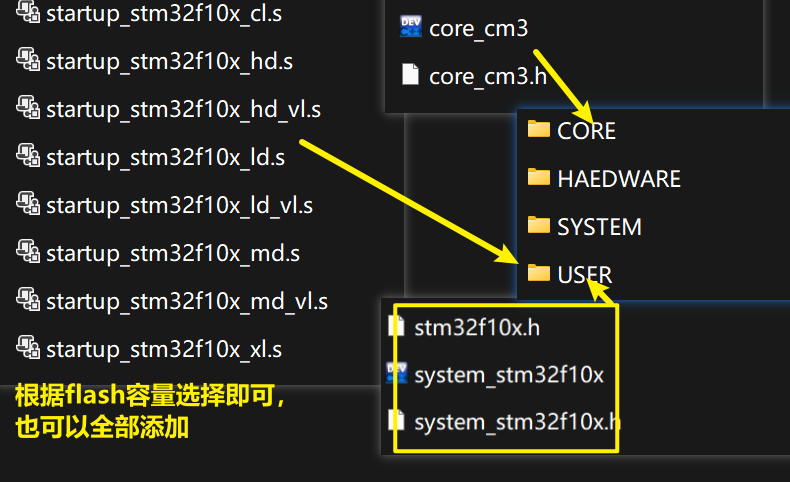 startup_stm32f10x_cl.s
startup_stm32f10x_hd.s
startup_stm32f10x_hd_vl.s
startup_stm32f10x_ld.s
startup_stm32f10x_ld_vl.s
startup_stm32f10x_md.s
startup_stm32f10x_md_vl.s
startup_stm32f10x_xl.s
根据flash容量选择即可，
也可以全部添加
DEV
core_cm3
core_cm3.h
CORE
HAEDWARE
SYSTEM
USER
stm32f10x.h
DEV
system_stm32f10x
system_stm32f10x.h